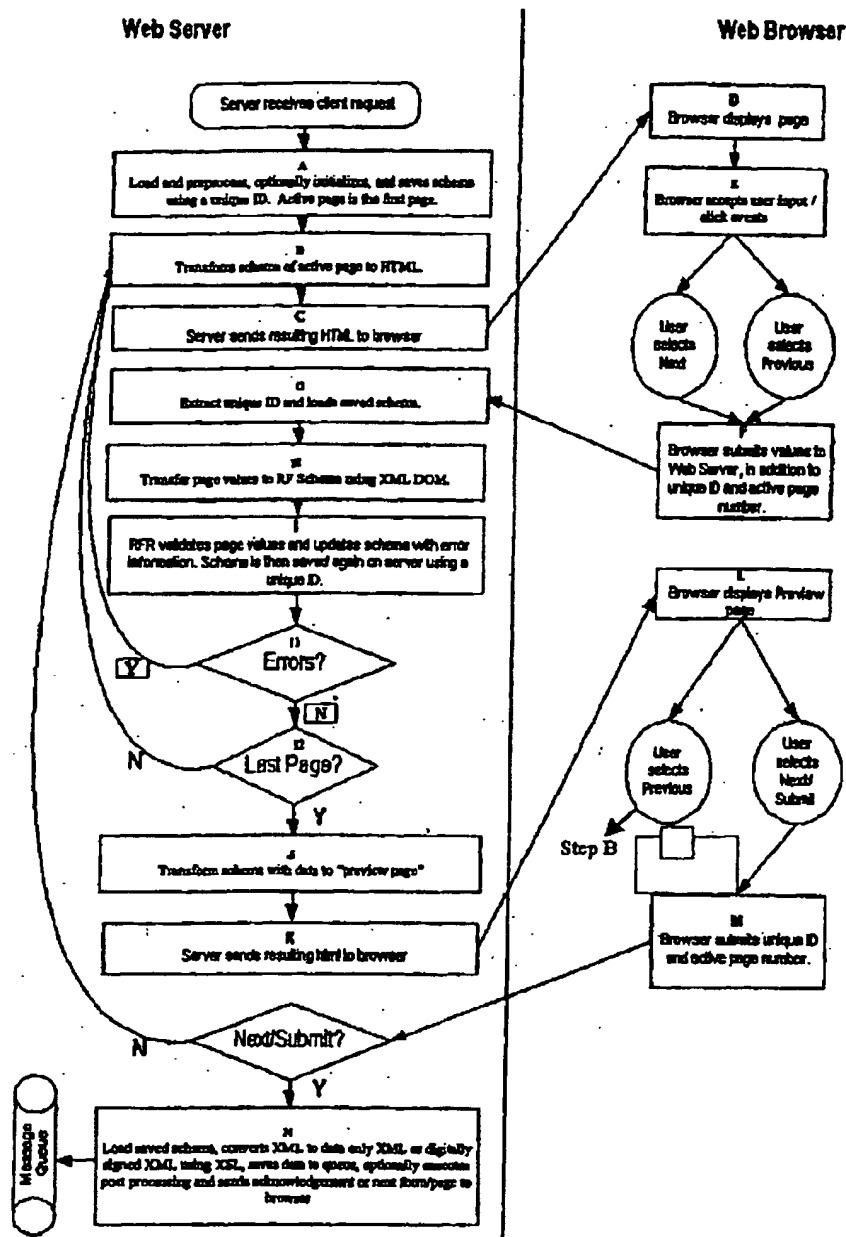 Web Server
Server receives client request
A
Load and preprocess, optionally initializes, and saves schema
using a unique ID. Active page is the first page.
B
Transform schema of active page to HTML.
C
Server sends resulting HTML to browser
G
Extract unique ID and loads saved schema.
H
Transfer page values to RF Schema using XML DOM.
I
RFR validates page values and updates schema with error
information. Schema is then saved again on server using a
unique ID.
I1
Errors?
Y
N
I2
Last Page?
N
Y
J
Transform schema with data to "preview page"
K
Server sends resulting html to browser
Next/Submit?
N
Y
N
Load saved schema, converts XML to data only XML or digitally
signed XML using XSL, saves data to queue, optionally executes
post processing and sends acknowledgement or next form/page to
browser
Message
Queue
Web Browser
D
Browser displays page
E
Browser accepts user input /
click events
User
selects
Next
User
selects
Previous
F
Browser submits values to
Web Server, in addition to
unique ID and active page
number.
L
Browser displays Preview
page
User
selects
Previous
User
selects
Next/
Submit
Step B
M
Browser submits unique ID
and active page number.